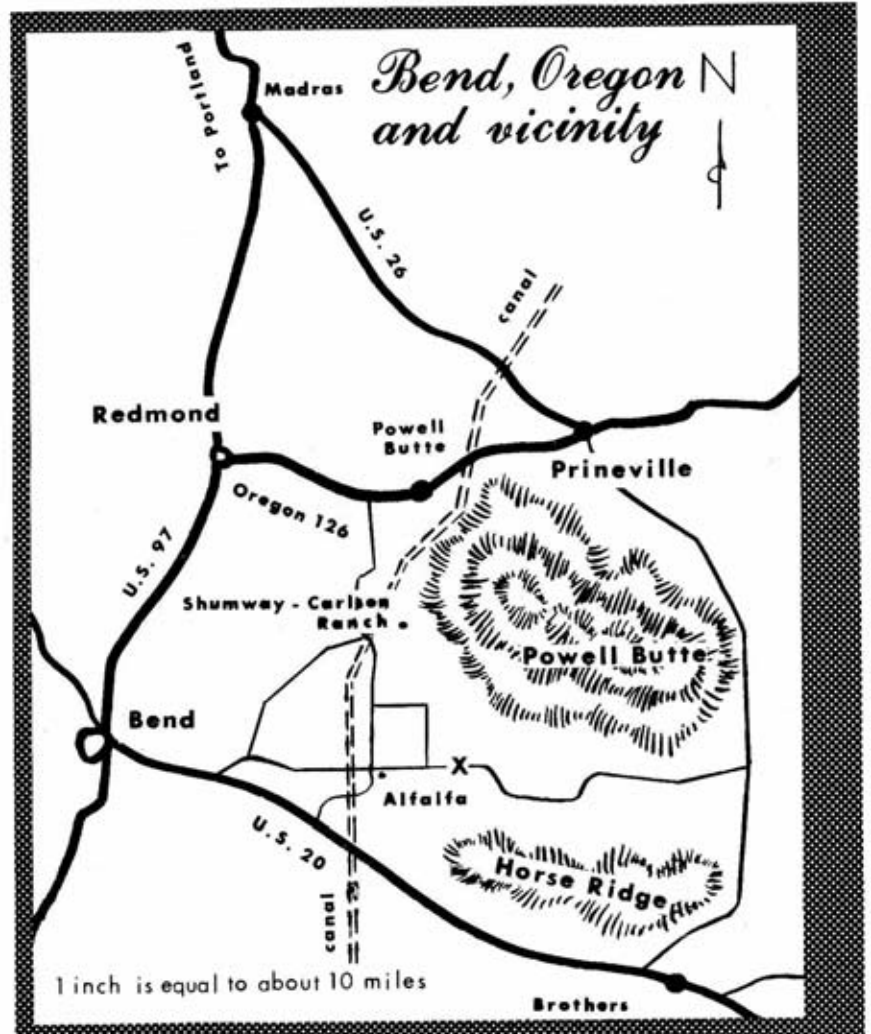 Bend, Oregon
and vicinity
N
To Portland
Madras
U.S. 26
canal
Redmond
Powell
Butte
Prineville
Oregon 126
U.S. 97
Shumway - Carlson
Ranch
Powell Butte
Bend
X
Alfalfa
U.S. 20
Horse Ridge
canal
1 inch is equal to about 10 miles
Brothers